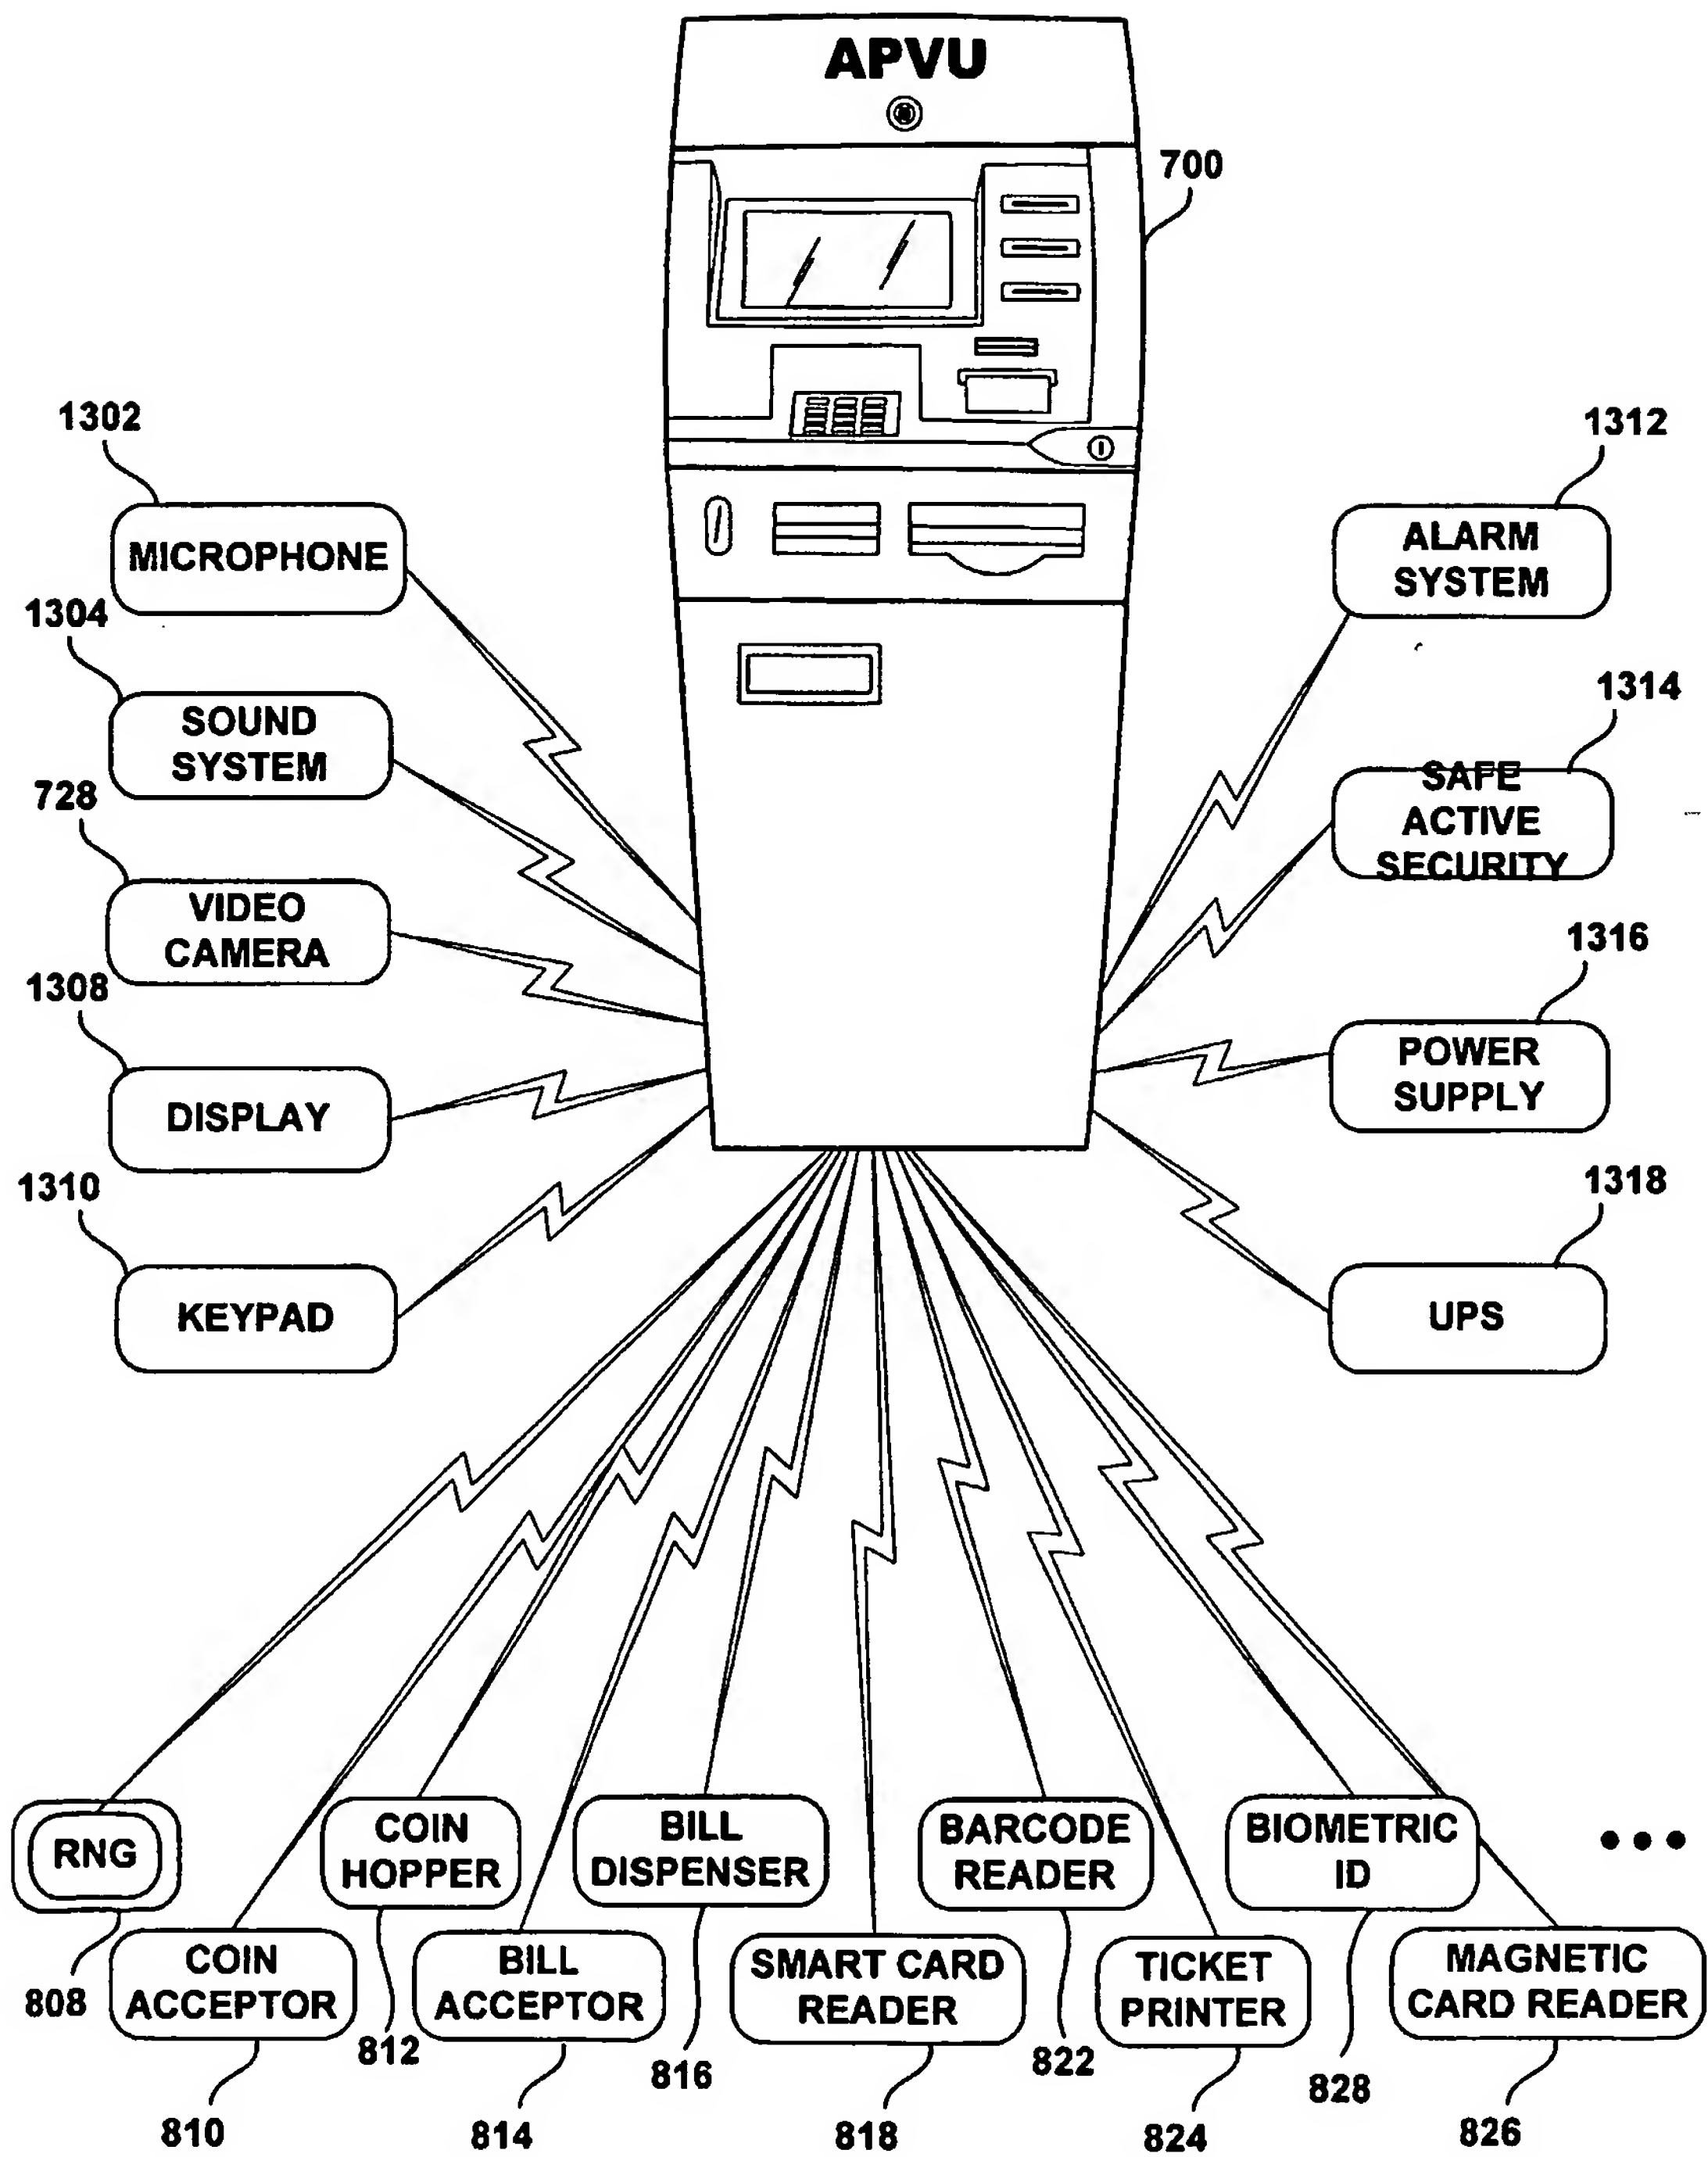 APVU
700
1302
MICROPHONE
1304
SOUND
SYSTEM
728
VIDEO
CAMERA
1308
DISPLAY
1310
KEYPAD
1312
ALARM
SYSTEM
1314
SAFE
ACTIVE
SECURITY
1316
POWER
SUPPLY
1318
UPS
RNG
808
COIN
ACCEPTOR
810
COIN
HOPPER
812
BILL
ACCEPTOR
814
BILL
DISPENSER
816
SMART CARD
READER
818
BARCODE
READER
822
TICKET
PRINTER
824
BIOMETRIC
ID
828
MAGNETIC
CARD READER
826
•••